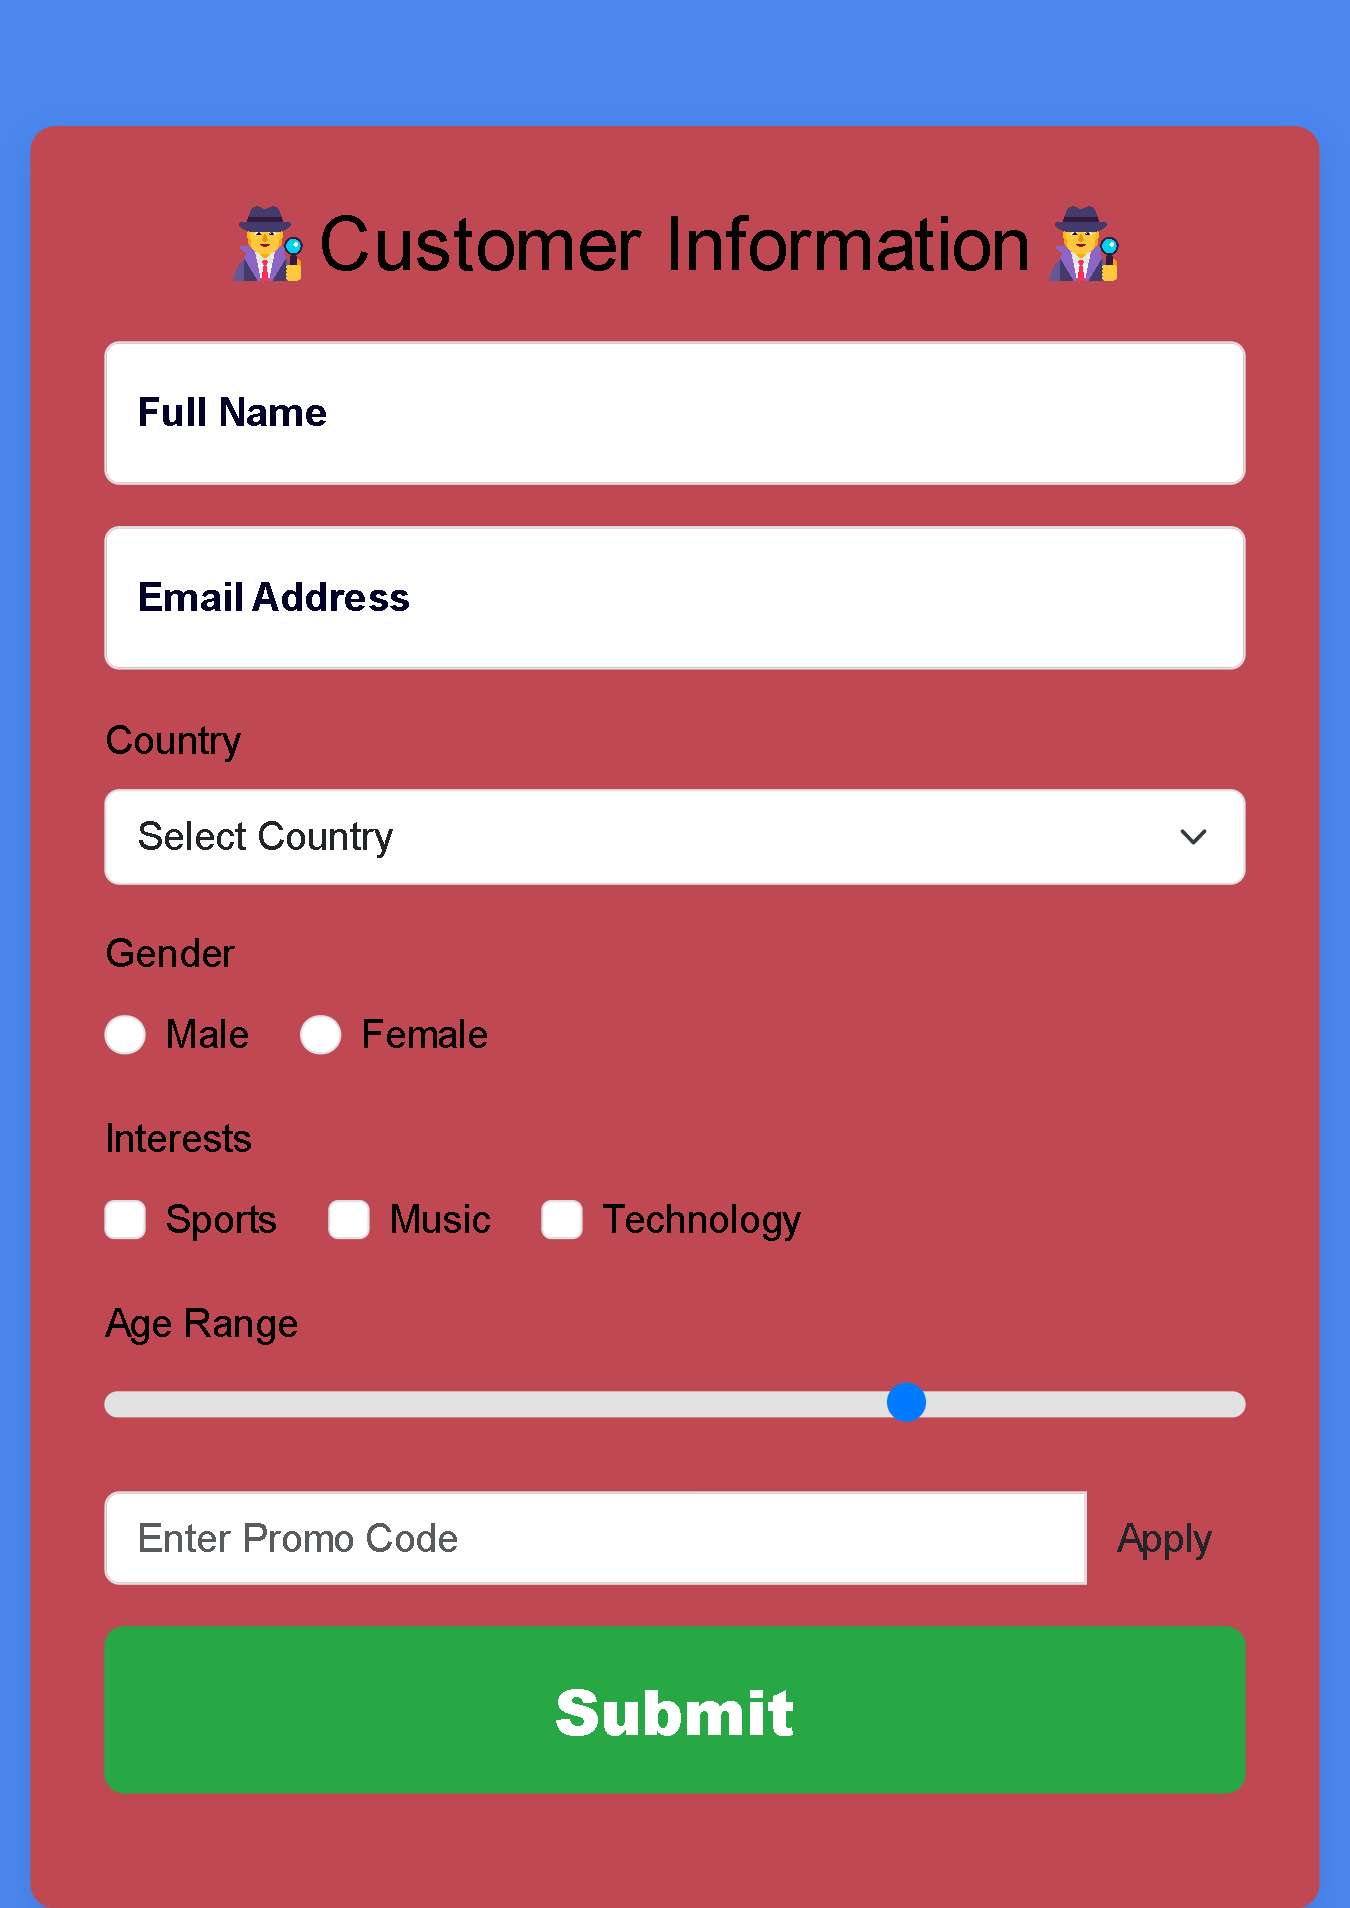 Customer Information
Full Name
Email Address
Country
Select Country
Gender
Male Female
Interests
Sports Music Technology
Age Range
Enter Promo Code Apply
Submit